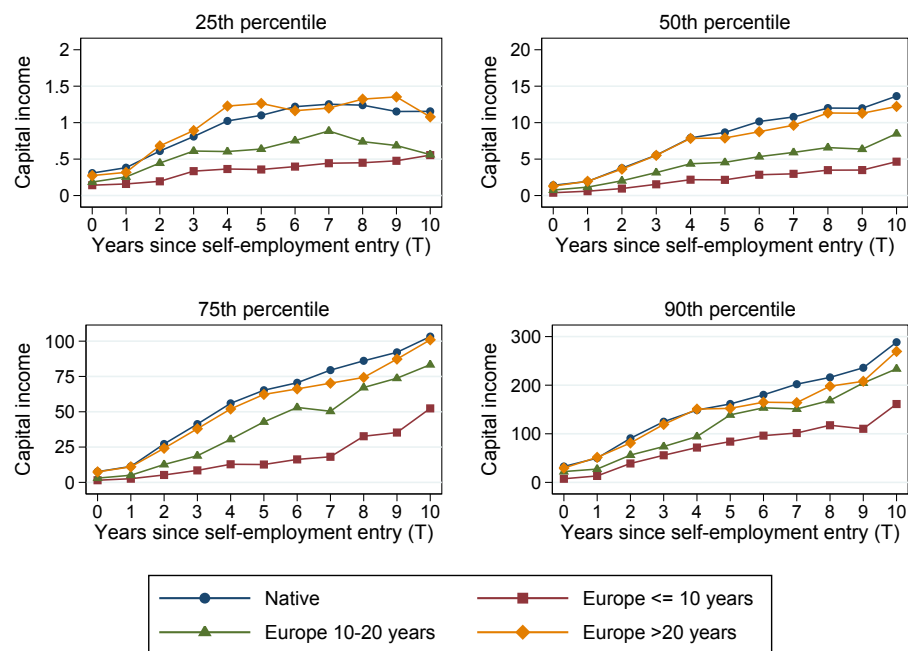 25th percentile
50th percentile
Capital income
2
1.5
1
.5
0
0 1 2 3 4 5 6 7 8 9 10
Years since self-employment entry (T)
Capital income
20
15
10
5
0
0 1 2 3 4 5 6 7 8 9 10
Years since self-employment entry (T)
75th percentile
90th percentile
Capital income
100
75
50
25
0
0 1 2 3 4 5 6 7 8 9 10
Years since self-employment entry (T)
Capital income
300
200
100
0
0 1 2 3 4 5 6 7 8 9 10
Years since self-employment entry (T)
Native
Europe <= 10 years
Europe 10-20 years
Europe >20 years